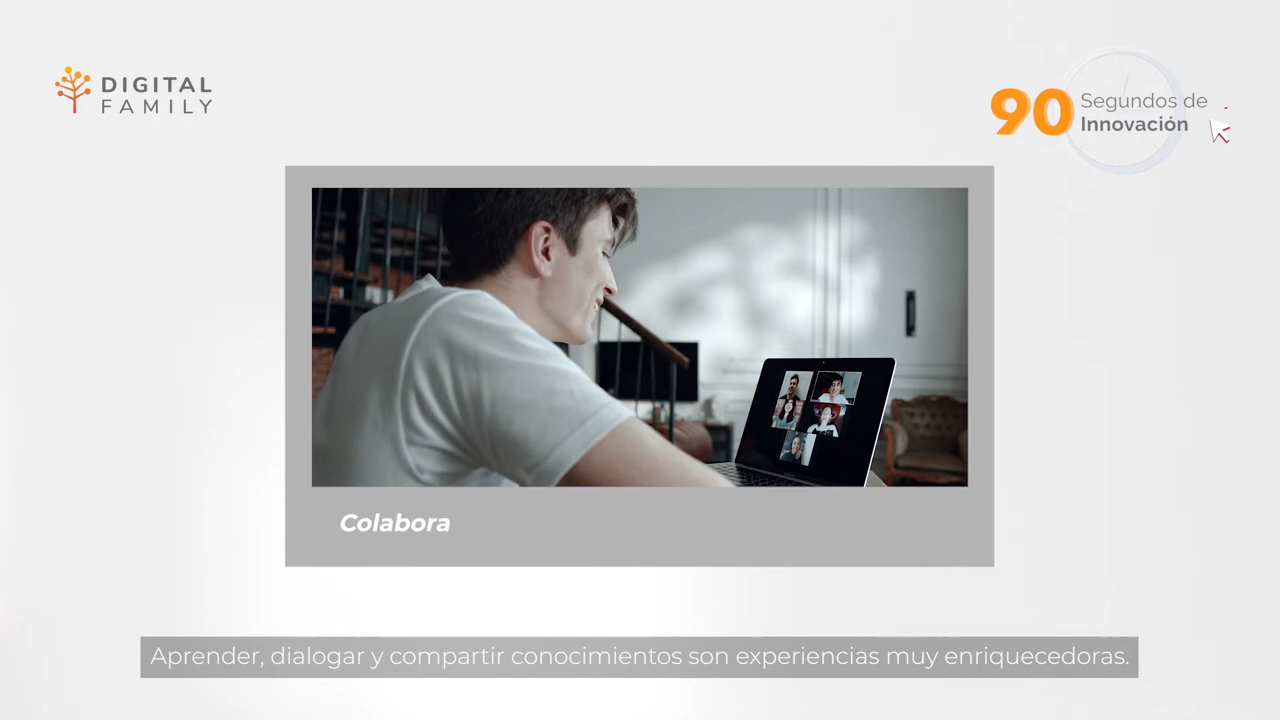 DIGITAL
FAMILY
90 Segundos de
Innovación
Colabora
Aprender, dialogar y compartir conocimientos son experiencias muy enriquecedoras.